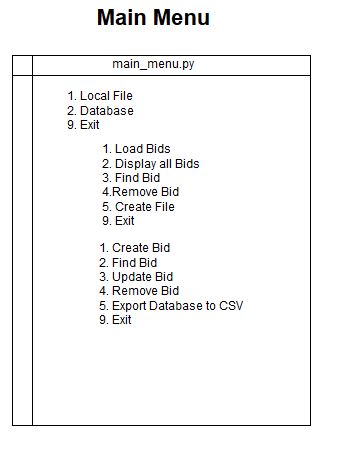 Main Menu
main_menu.py
1. Local File
2. Database
9. Exit
1. Load Bids
2. Display all Bids
3. Find Bid
4.Remove Bid
5. Create File
9. Exit
1. Create Bid
2. Find Bid
3. Update Bid
4. Remove Bid
5. Export Database to CSV
9. Exit